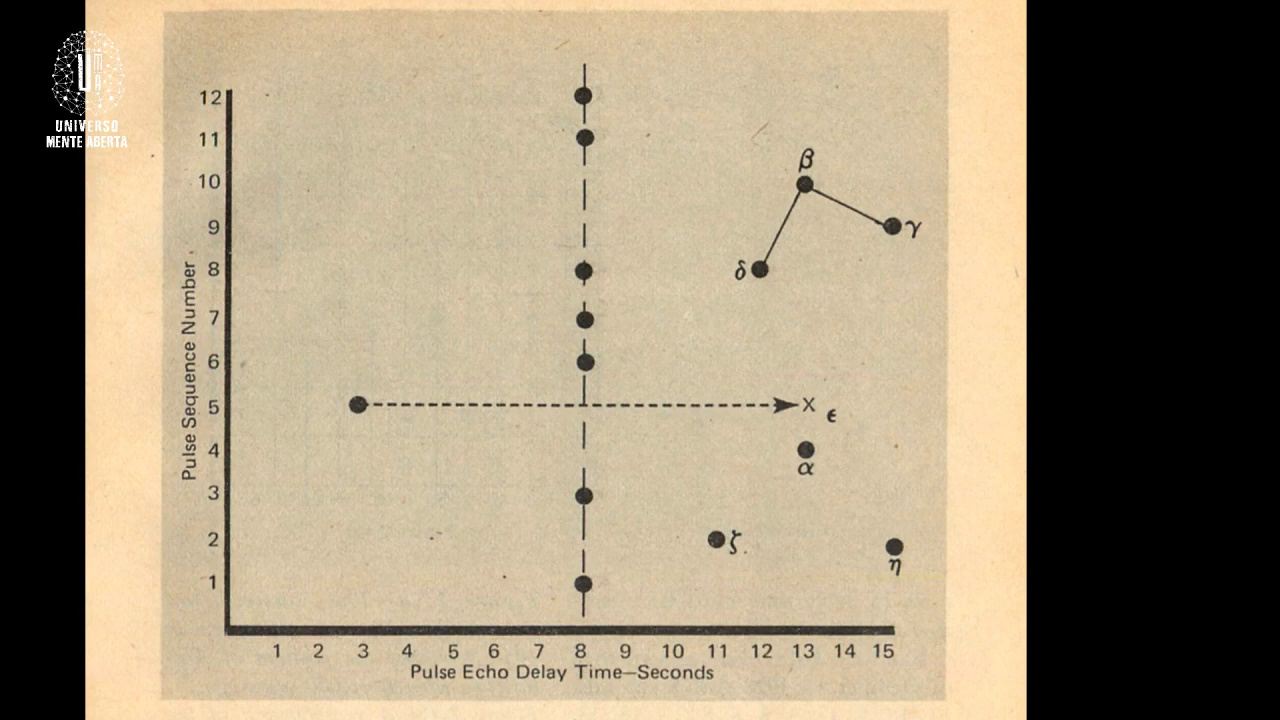 UNIVERSO
MENTE ABERTA
12
11
10
9
8
7
6
5
4
3
2
1
Pulse Sequence Number
β
γ
δ
x
ϵ
α
ζ
η
1 2 3 4 5 6 7 8 9 10 11 12 13 14 15
Pulse Echo Delay Time—Seconds